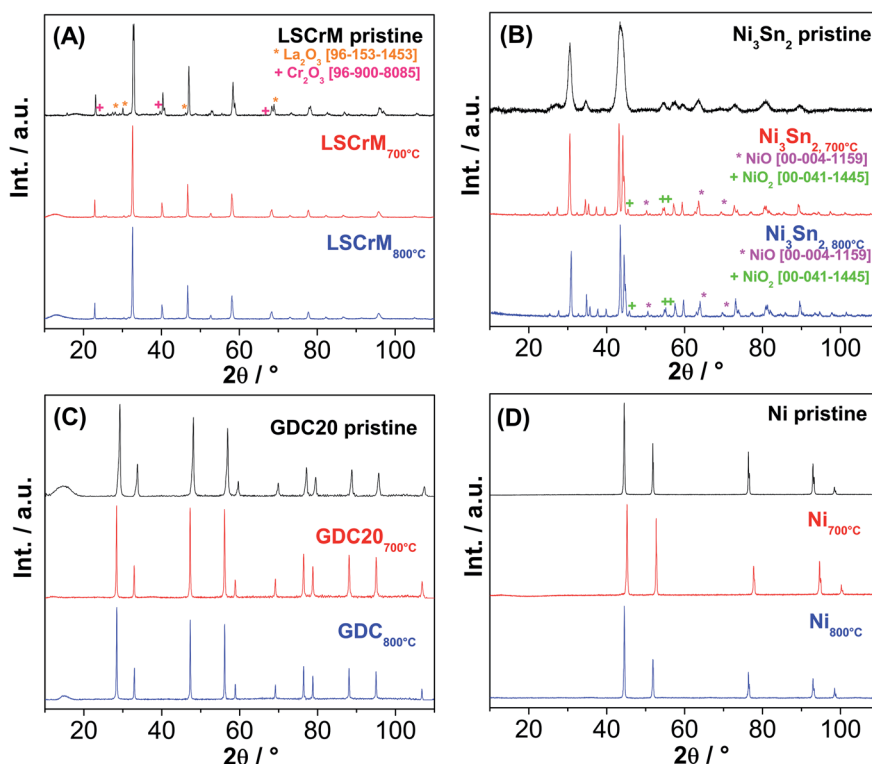 (A)
LSCrM pristine
* La₂O₃ [96-153-1453]
+ Cr₂O₃ [96-900-8085]
+ * * + * + *
LSCrM700°C
LSCrM800°C
Int. / a.u.
20 40 60 80 100
2θ / °
(B)
Ni₃Sn₂ pristine
Ni₃Sn₂, 700°C
* NiO [00-004-1159]
+ NiO₂ [00-041-1445]
+ * ++ * *
Ni₃Sn₂, 800°C
* NiO [00-004-1159]
+ NiO₂ [00-041-1445]
+ * ++ * *
Int. / a.u.
20 40 60 80 100
2θ / °
(C)
GDC20 pristine
GDC20700°C
GDC800°C
Int. / a.u.
20 40 60 80 100
2θ / °
(D)
Ni pristine
Ni700°C
Ni800°C
Int. / a.u.
20 40 60 80 100
2θ / °